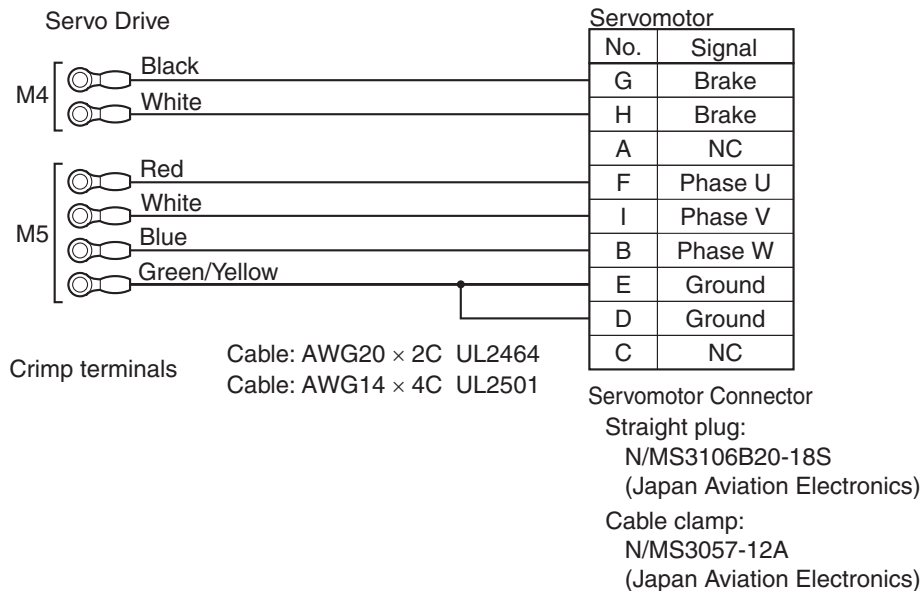 Servo Drive
Servomotor
No. Signal
M4
Black
G Brake
White
H Brake
A NC
M5
Red
F Phase U
White
I Phase V
Blue
B Phase W
Green/Yellow
E Ground
D Ground
C NC
Crimp terminals
Cable: AWG20 × 2C UL2464
Cable: AWG14 × 4C UL2501
Servomotor Connector
Straight plug:
N/MS3106B20-18S
(Japan Aviation Electronics)
Cable clamp:
N/MS3057-12A
(Japan Aviation Electronics)